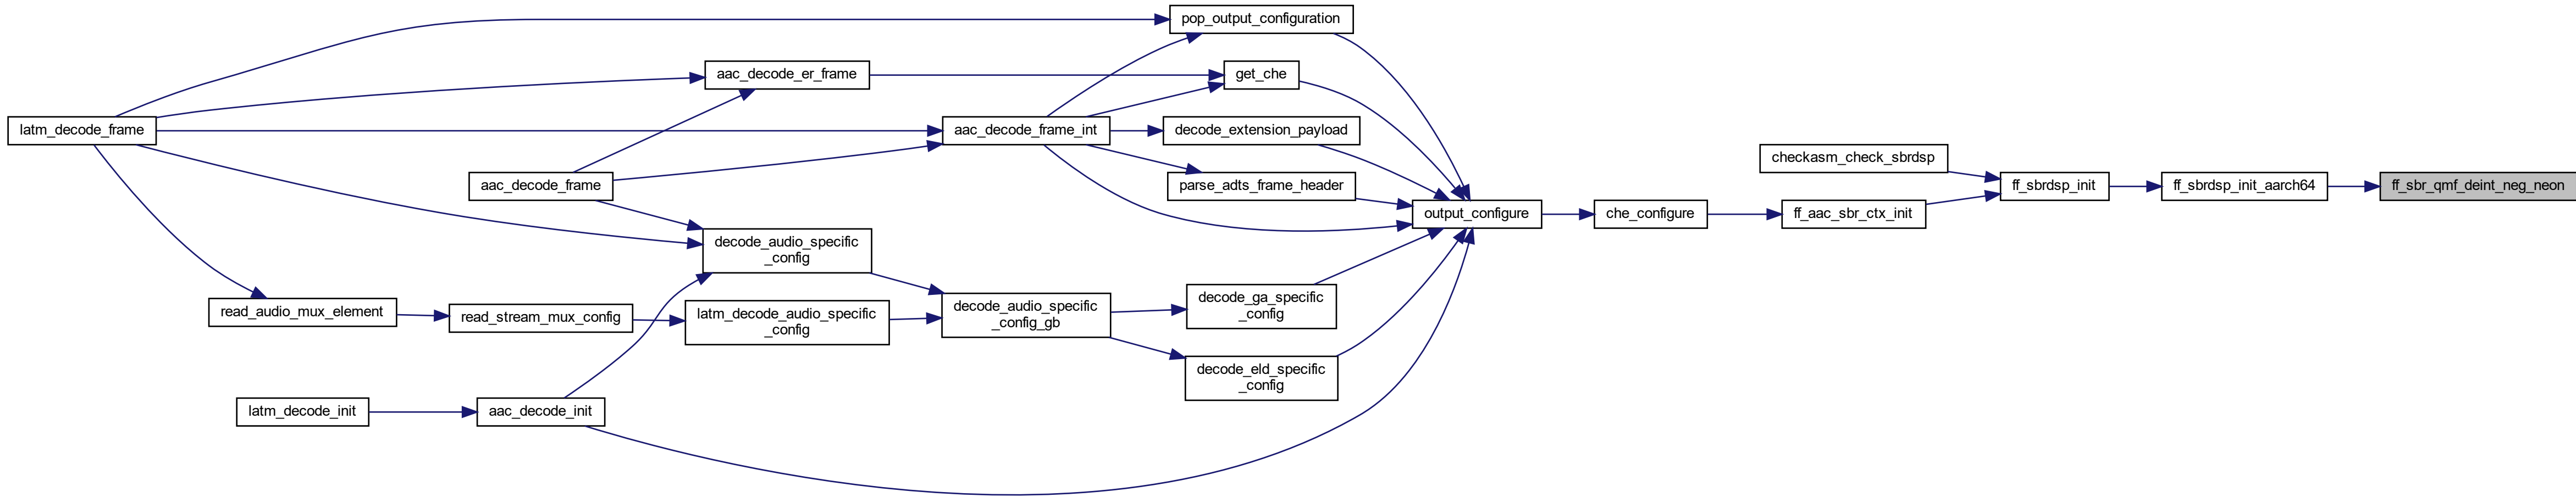 pop_output_configuration
aac_decode_er_frame
get_che
latm_decode_frame
aac_decode_frame_int
decode_extension_payload
checkasm_check_sbrdsp
aac_decode_frame
parse_adts_frame_header
ff_sbrdsp_init
ff_sbrdsp_init_aarch64
ff_sbr_qmf_deint_neg_neon
output_configure
che_configure
ff_aac_sbr_ctx_init
decode_audio_specific
_config
read_audio_mux_element
read_stream_mux_config
latm_decode_audio_specific
_config
decode_audio_specific
_config_gb
decode_ga_specific
_config
decode_eld_specific
_config
latm_decode_init
aac_decode_init